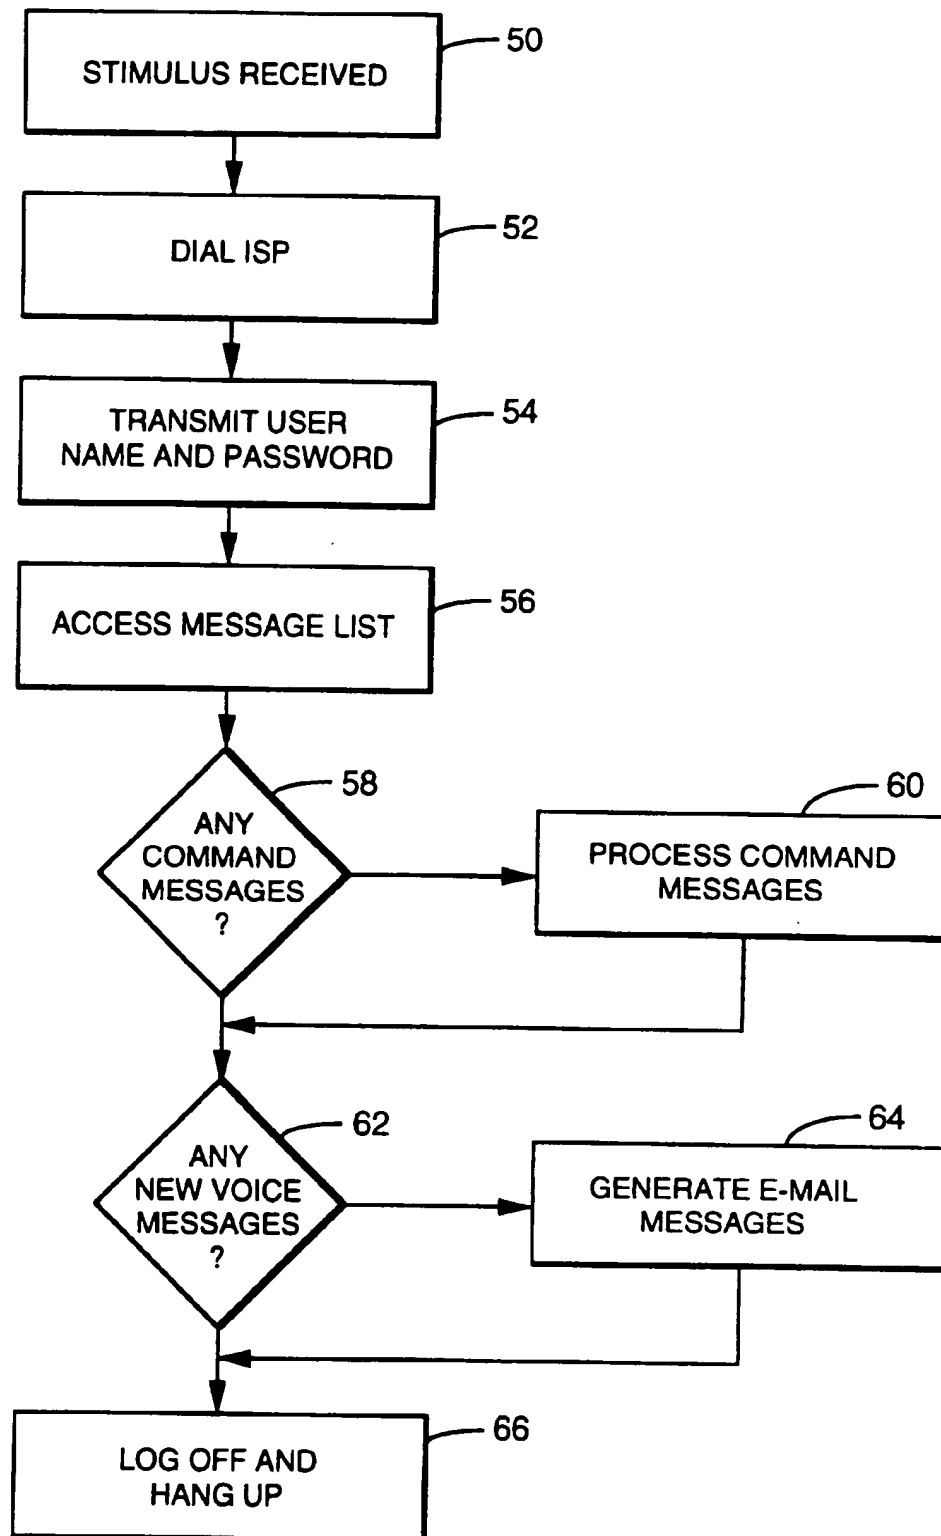 STIMULUS RECEIVED
50
DIAL ISP
52
TRANSMIT USER
NAME AND PASSWORD
54
ACCESS MESSAGE LIST
56
ANY
COMMAND
MESSAGES
?
58
PROCESS COMMAND
MESSAGES
60
ANY
NEW VOICE
MESSAGES
?
62
GENERATE E-MAIL
MESSAGES
64
LOG OFF AND
HANG UP
66